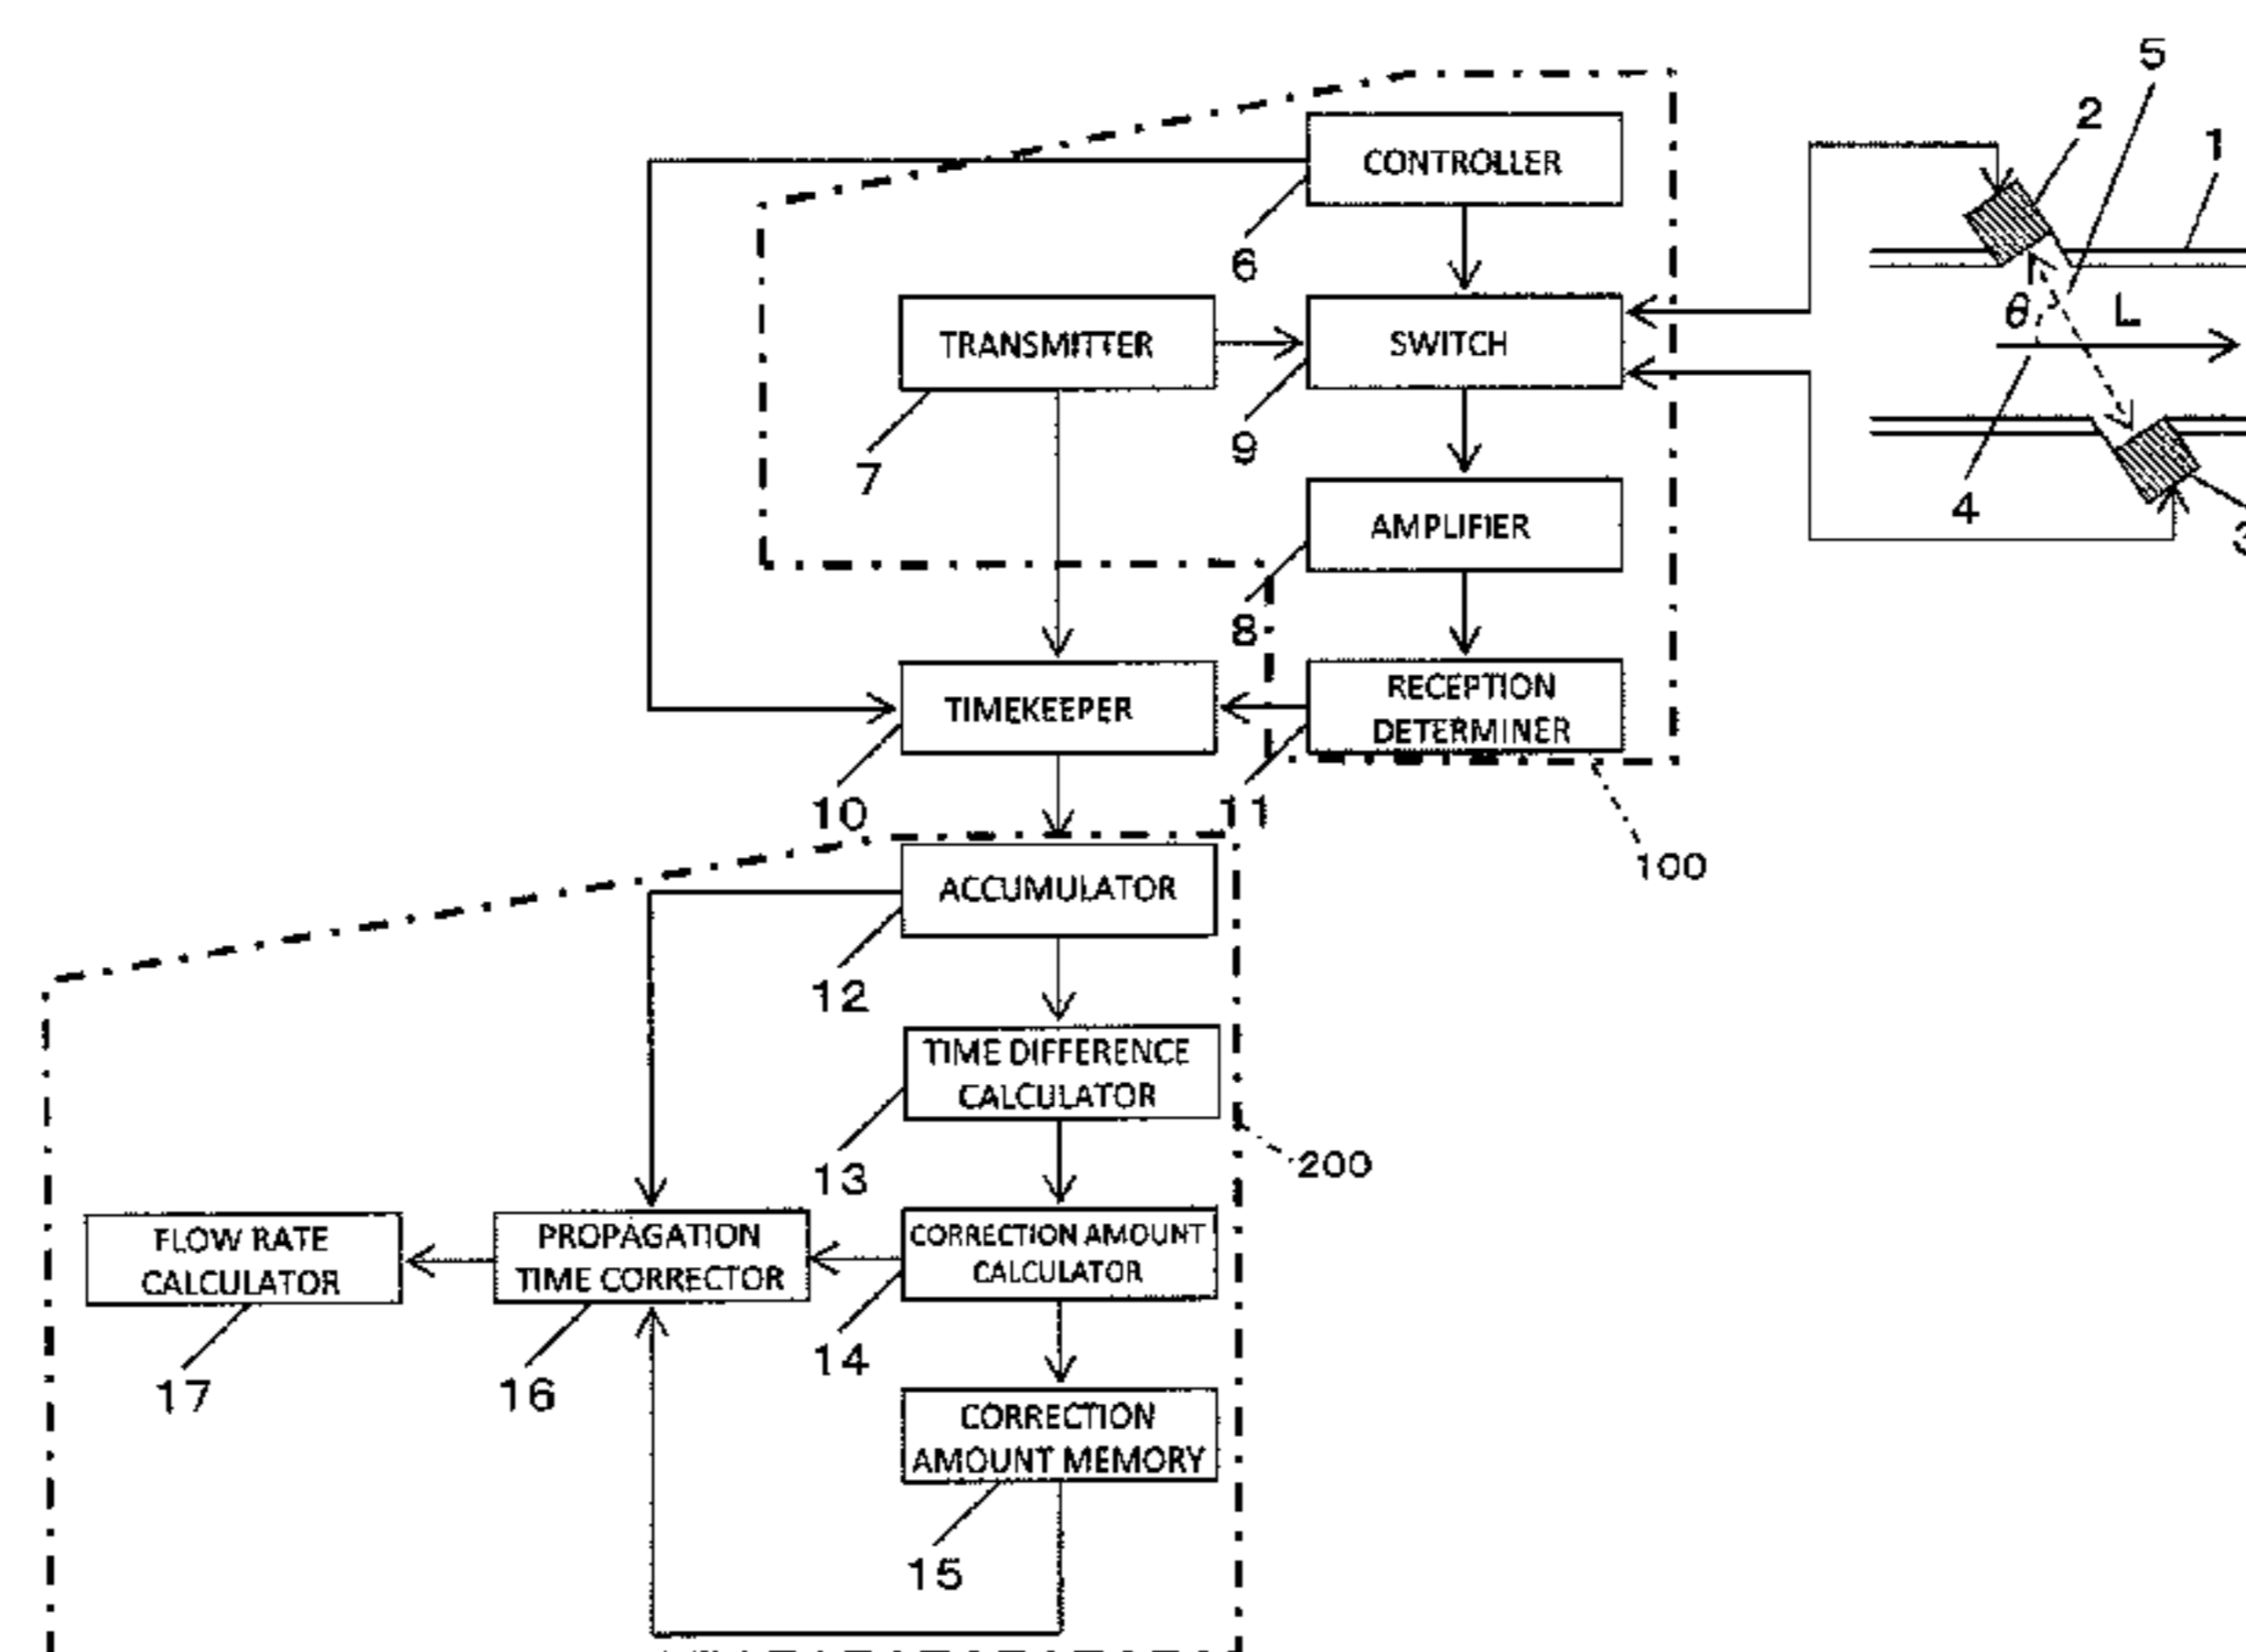 5
2
1
CONTROLLER
6
θ
L
TRANSMITTER
SWITCH
7
9
4
3
AMPLIFIER
8
TIMEKEEPER
RECEPTION
DETERMINER
10
11
100
ACCUMULATOR
12
TIME DIFFERENCE
CALCULATOR
13
200
FLOW RATE
CALCULATOR
PROPAGATION
TIME CORRECTOR
CORRECTION AMOUNT
CALCULATOR
17
16
14
CORRECTION
AMOUNT MEMORY
15